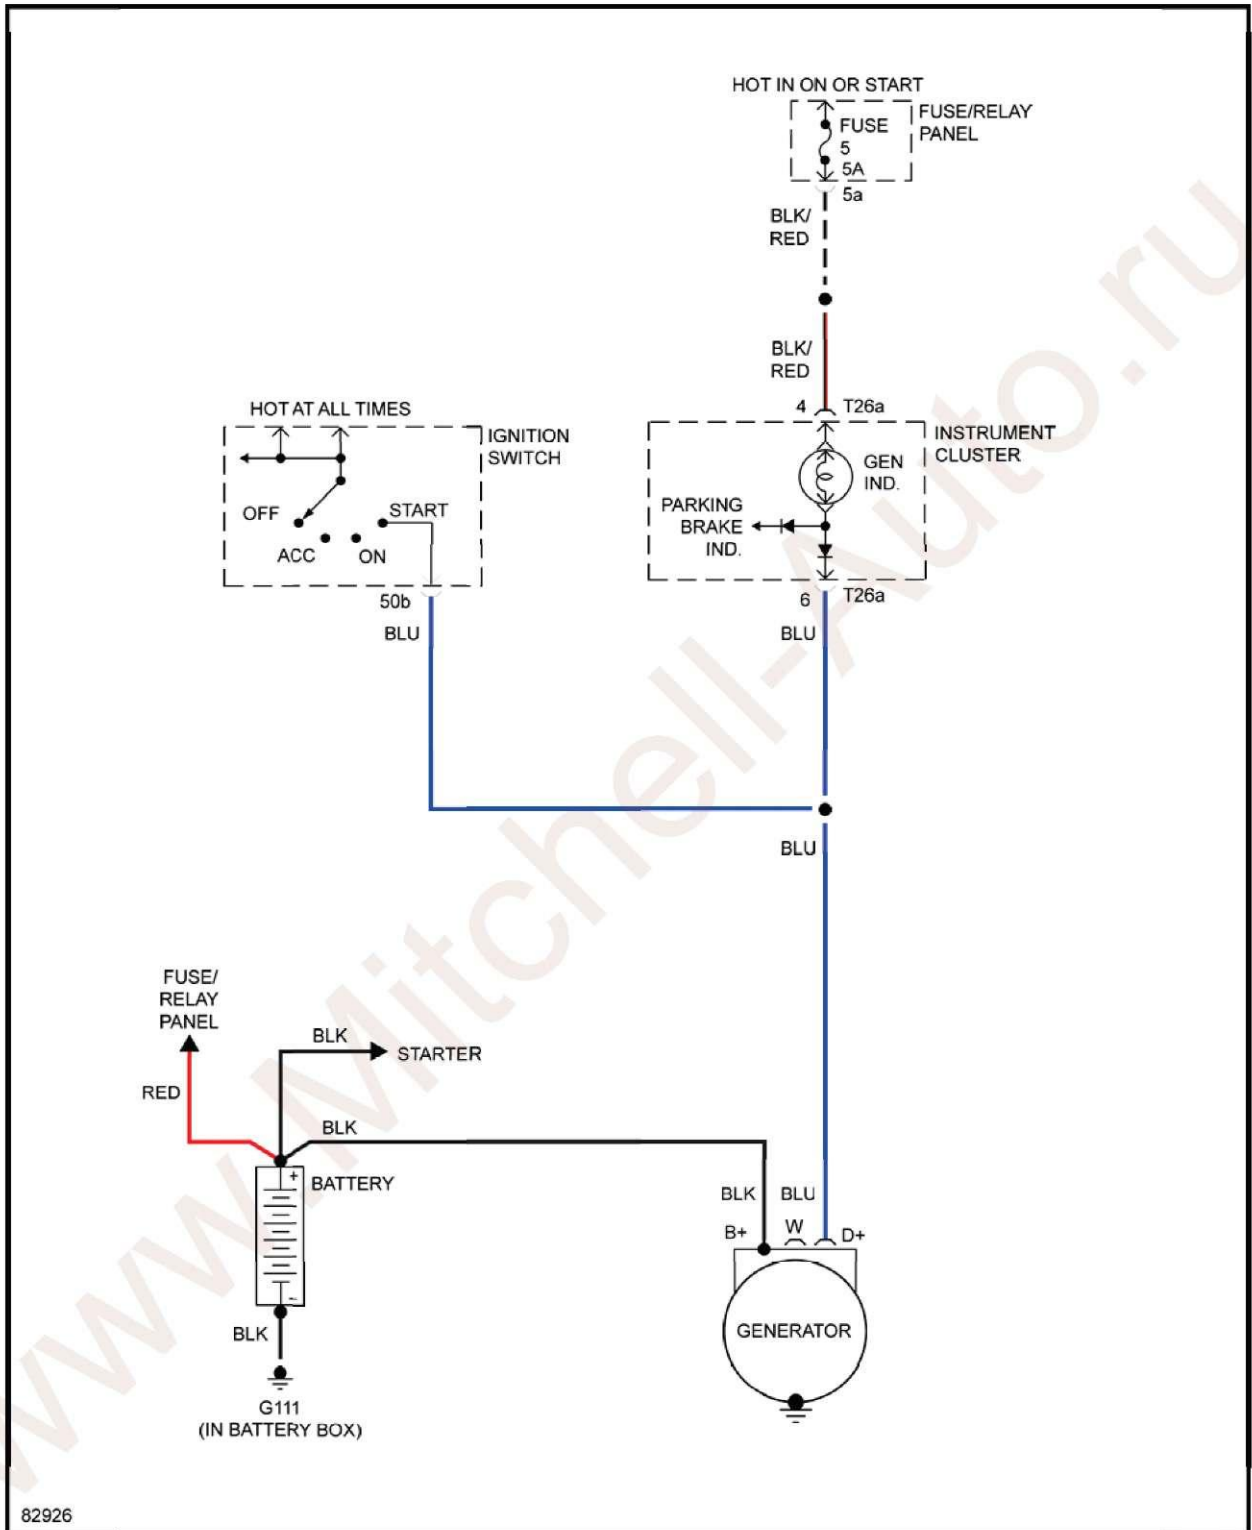 HOT IN ON OR START
FUSE/RELAY
PANEL
FUSE
5
5A
5a
BLK/
RED
BLK/
RED
4
T26a
HOT AT ALL TIMES
IGNITION
SWITCH
OFF
START
ACC
ON
50b
BLU
INSTRUMENT
CLUSTER
GEN
IND.
PARKING
BRAKE
IND.
6
T26a
BLU
BLU
FUSE/
RELAY
PANEL
BLK
STARTER
RED
BLK
+
BATTERY
-
BLK
G111
(IN BATTERY BOX)
BLK
BLU
B+
W
D+
GENERATOR
82926
www.Mitchell-Auto.ru